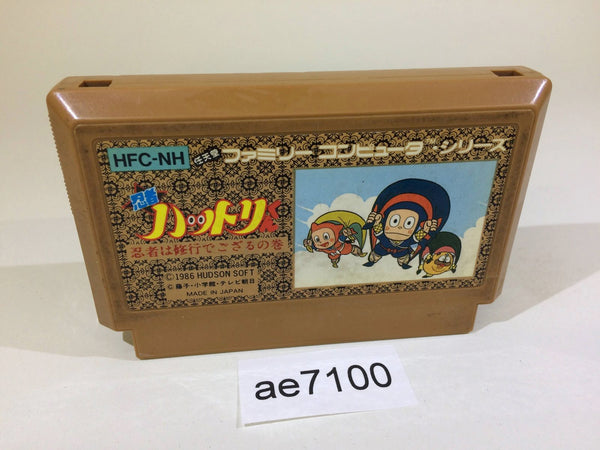 HFC-NH
任天堂 ファミリーコンピュータ・シリーズ
忍者
ハットリくん
忍者は修行でござるの巻
©1986 HUDSON SOFT
© 藤子・小学館・テレビ朝日
MADE IN JAPAN
ae7100